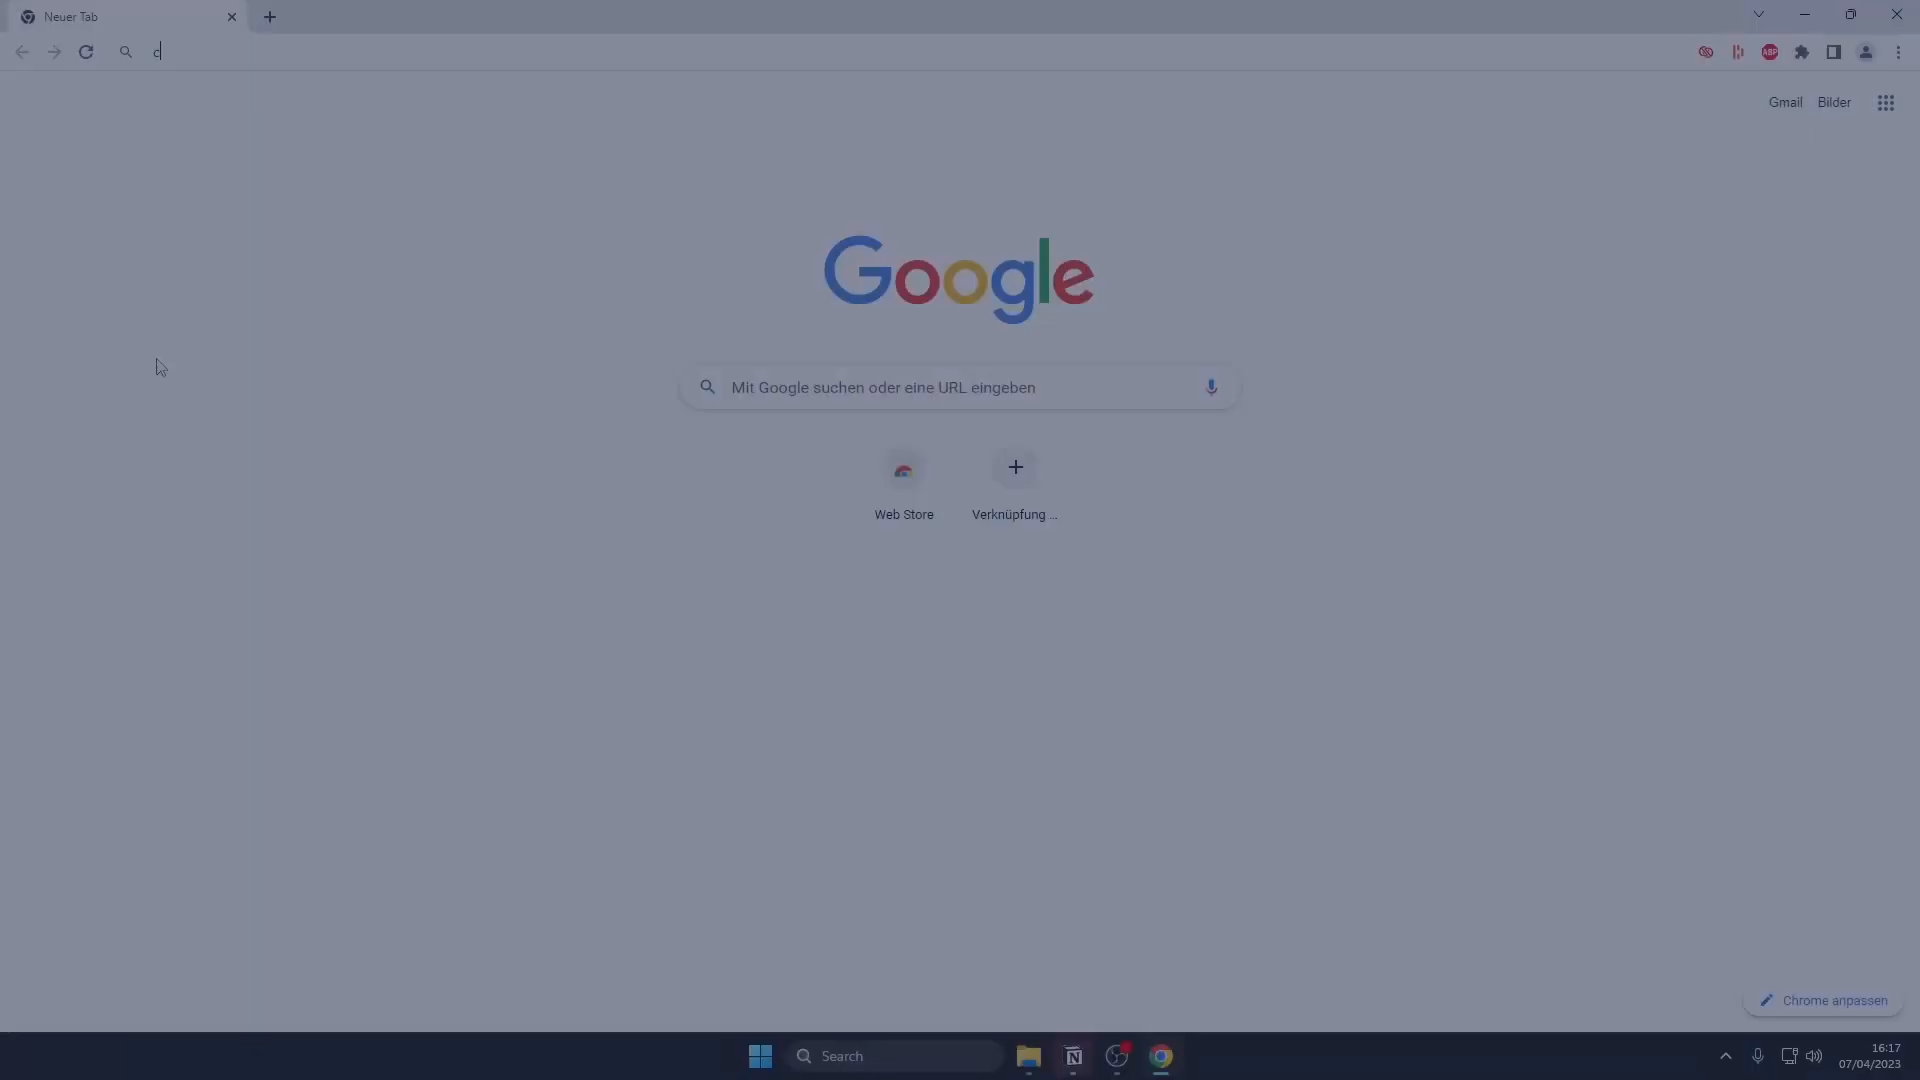 Neuer Tab
c
ABP
Gmail
Bilder
Google
Mit Google suchen oder eine URL eingeben
Web Store
Verknüpfung ...
Chrome anpassen
Search
16:17
07/04/2023